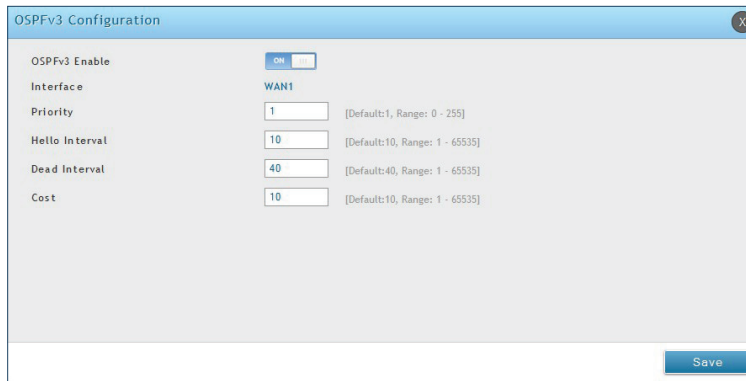 OSPFv3 Configuration
X
OSPFv3 Enable ON
Interface WAN1
Priority 1 [Default:1, Range: 0 - 255]
Hello Interval 10 [Default:10, Range: 1 - 65535]
Dead Interval 40 [Default:40, Range: 1 - 65535]
Cost 10 [Default:10, Range: 1 - 65535]
Save